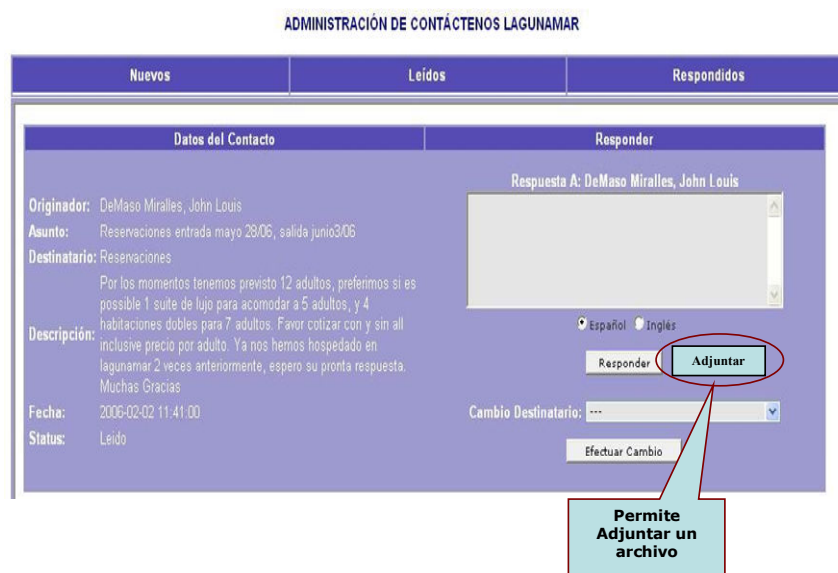 ADMINISTRACIÓN DE CONTÁCTENOS LAGUNAMAR
Nuevos
Leídos
Respondidos
Datos del Contacto
Responder
Originador: DeMaso Miralles, John Louis
Asunto: Reservaciones entrada mayo 28/06, salida junio3/06
Destinatario: Reservaciones
Descripción:
Por los momentos tenemos previsto 12 adultos, preferimos si es
possible 1 suite de lujo para acomodar a 5 adultos, y 4
habitaciones dobles para 7 adultos. Favor cotizar con y sin all
inclusive precio por adulto. Ya nos hemos hospedado en
lagunamar 2 veces anteriormente, espero su pronta respuesta.
Muchas Gracias
Fecha: 2006-02-02 11:41:00
Status: Leido
Respuesta A: DeMaso Miralles, John Louis
Español Inglés
Responder
Adjuntar
Cambio Destinatario: ---
Efectuar Cambio
Permite
Adjuntar un
archivo